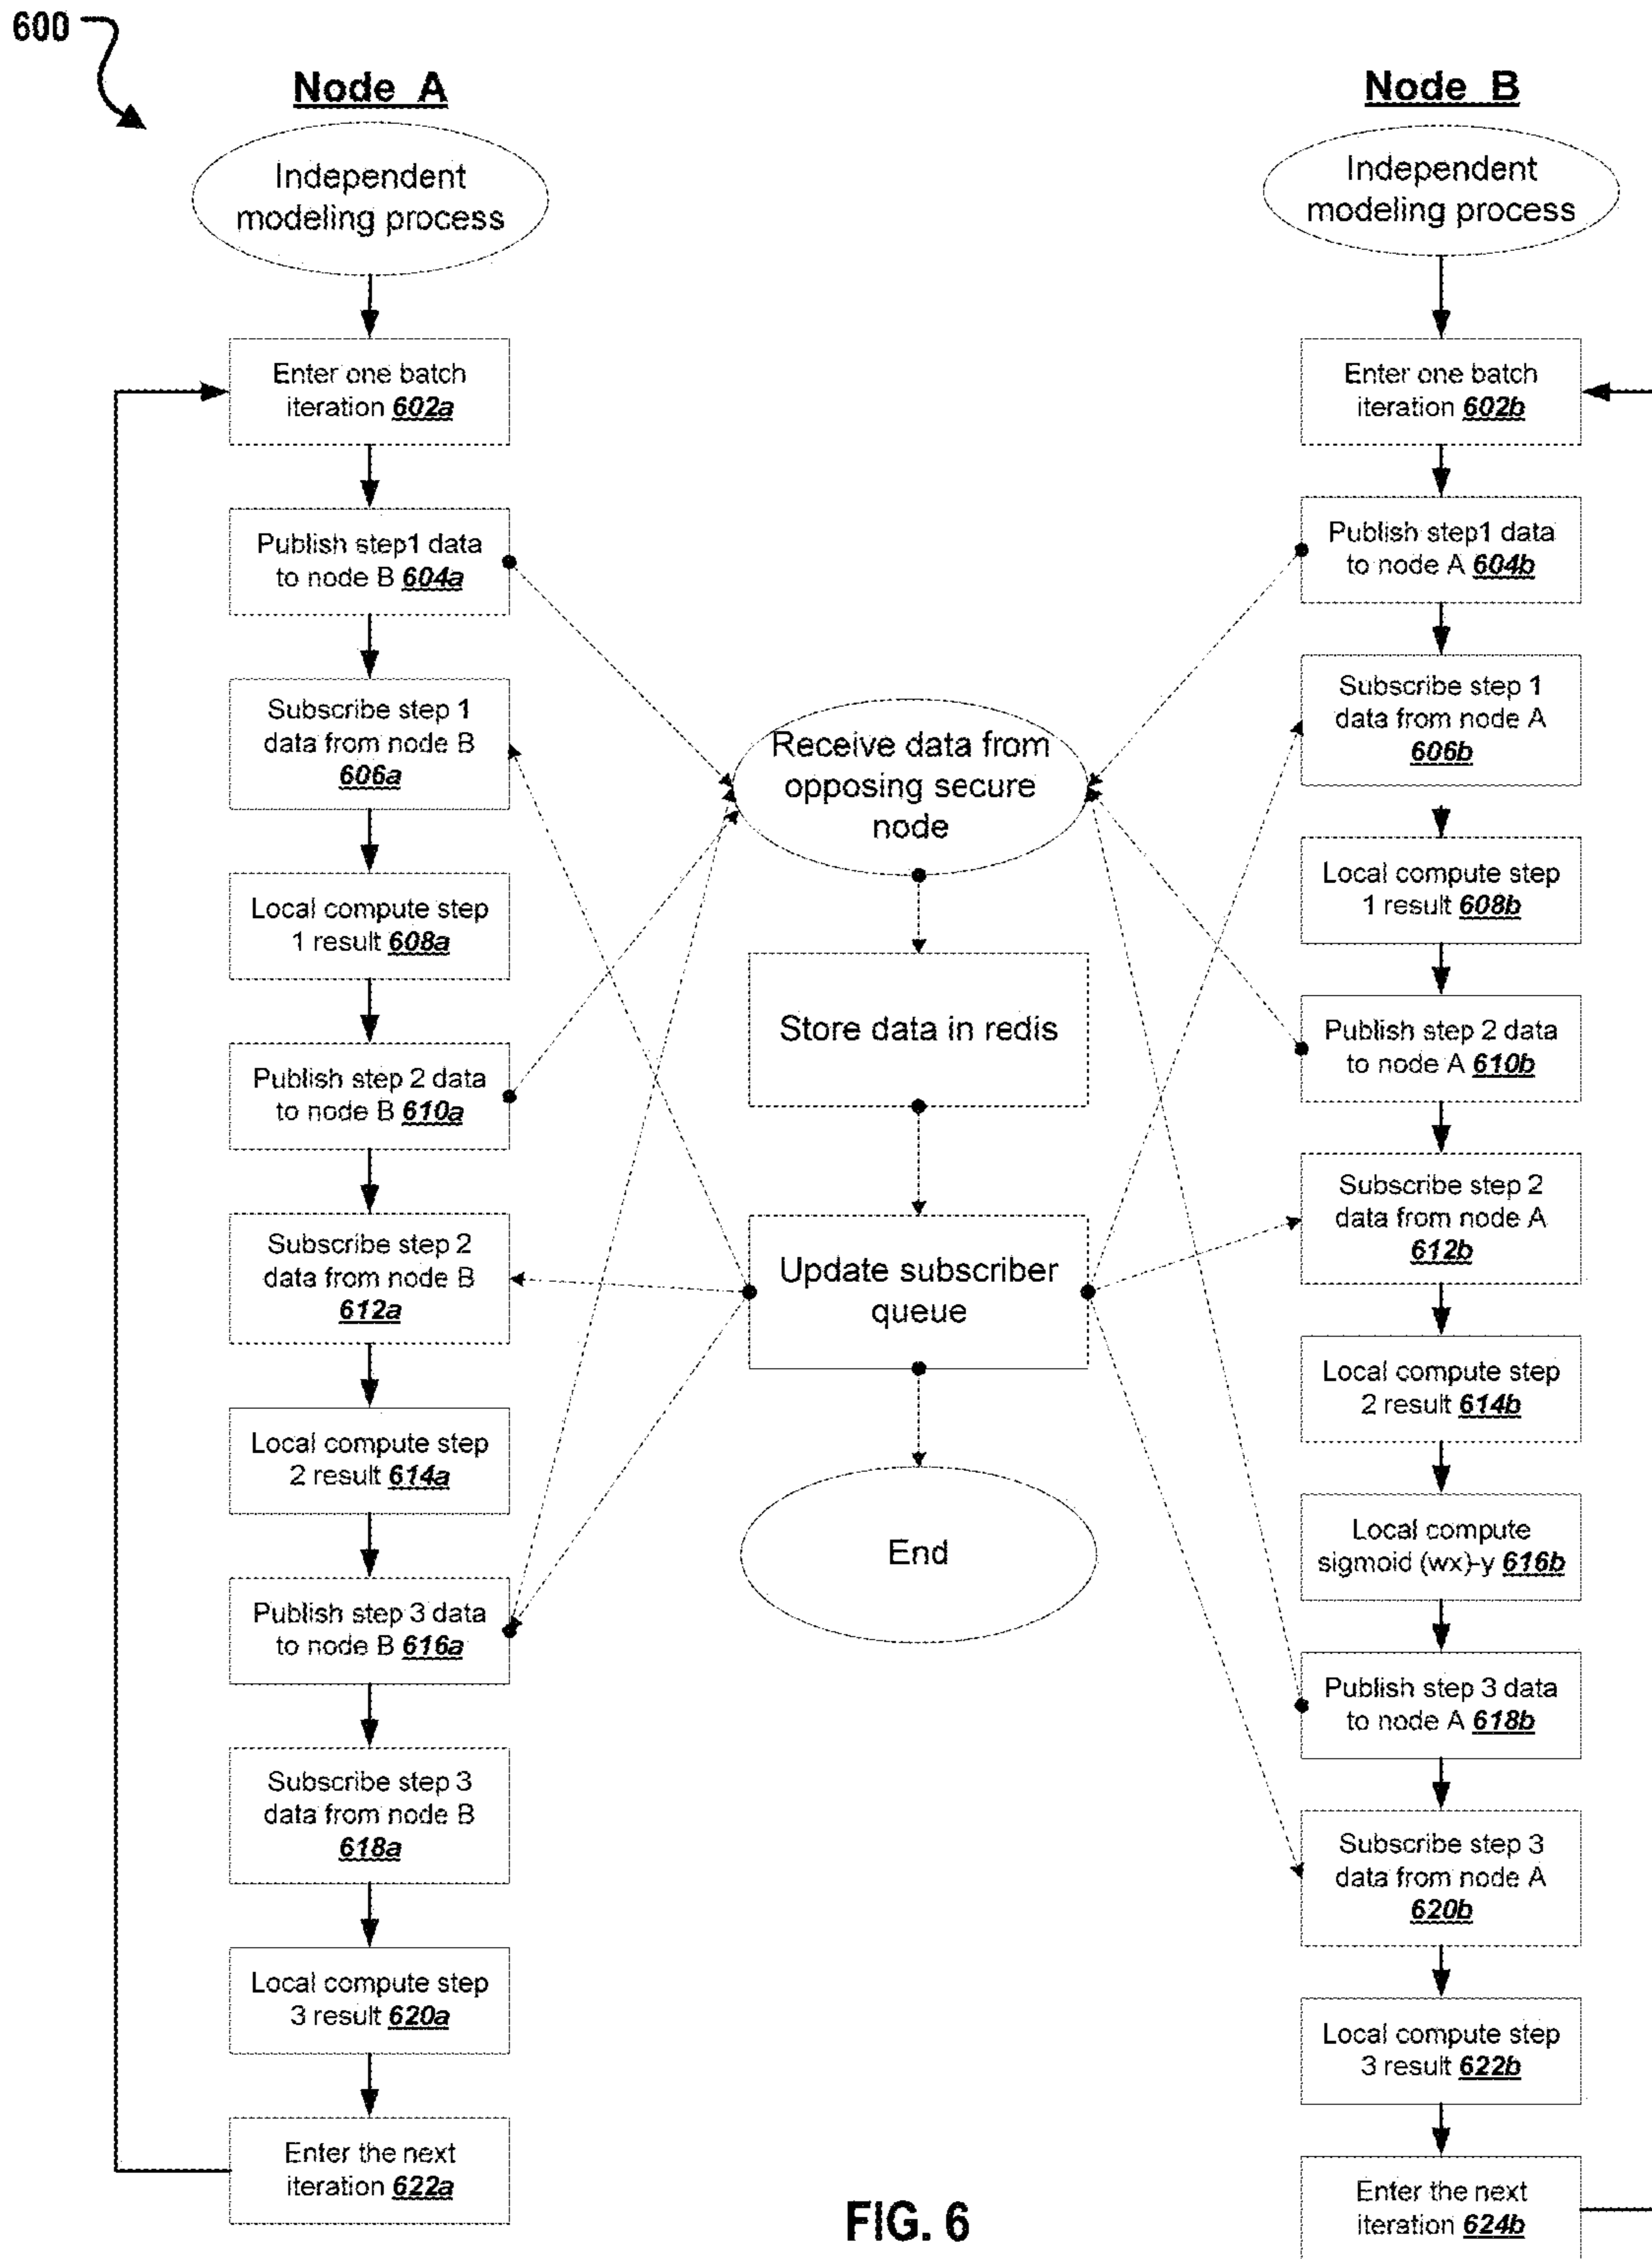 600
Node A
Independent
modeling process
Enter one batch
iteration 602a
Publish step1 data
to node B 604a
Subscribe step 1
data from node B
606a
Local compute step
1 result 608a
Publish step 2 data
to node B 610a
Subscribe step 2
data from node B
612a
Local compute step
2 result 614a
Publish step 3 data
to node B 616a
Subscribe step 3
data from node B
618a
Local compute step
3 result 620a
Enter the next
iteration 622a
Receive data from
opposing secure
node
Store data in redis
Update subscriber
queue
End
Node B
Independent
modeling process
Enter one batch
iteration 602b
Publish step1 data
to node A 604b
Subscribe step 1
data from node A
606b
Local compute step
1 result 608b
Publish step 2 data
to node A 610b
Subscribe step 2
data from node A
612b
Local compute step
2 result 614b
Local compute
sigmoid (wx)-y 616b
Publish step 3 data
to node A 618b
Subscribe step 3
data from node A
620b
Local compute step
3 result 622b
Enter the next
iteration 624b
FIG. 6